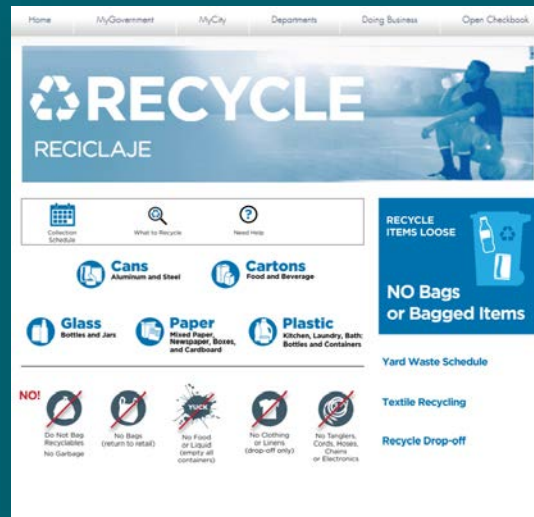 Home MyGovernment MyCity Departments Doing Business Open Checkbook
RECYCLE
RECICLAJE
Collection
Schedule
What to Recycle
Need Help
RECYCLE
ITEMS LOOSE
NO Bags
or Bagged Items
Cans
Aluminum and Steel
Cartons
Food and Beverage
Glass
Bottles and Jars
Paper
Mixed Paper,
Newspaper, Boxes,
and Cardboard
Plastic
Kitchen, Laundry, Bath:
Bottles and Containers
Yard Waste Schedule
Textile Recycling
Recycle Drop-off
NO!
Do Not Bag
Recyclables
No Garbage
No Bags
(return to retail)
YUCK
No Food
or Liquid
(empty all
containers)
No Clothing
or Linens
(drop-off only)
No Tanglers,
Cords, Hoses,
Chains
or Electronics